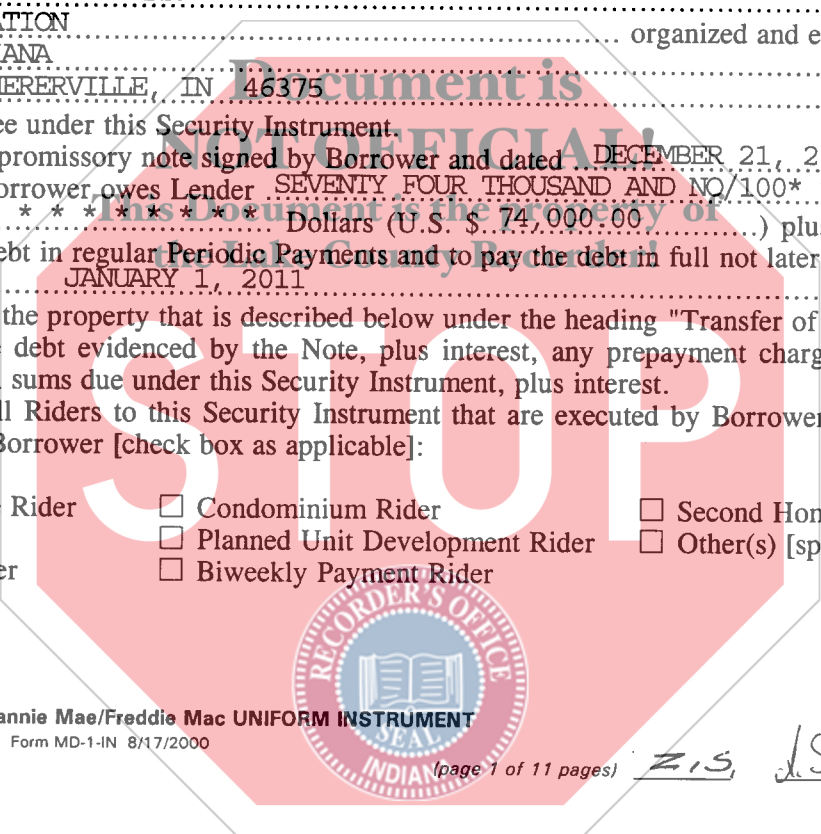 ATION organized and e
IANA
HERERVILLE, IN 46375
ee under this Security Instrument.
promissory note signed by Borrower and dated DECEMBER 21, 2
orrower owes Lender SEVENTY FOUR THOUSAND AND NO/100*
* * * * * * * * * Dollars (U.S. $ 74,000.00 ) plus
ebt in regular Periodic Payments and to pay the debt in full not later
JANUARY 1, 2011
the property that is described below under the heading "Transfer of
debt evidenced by the Note, plus interest, any prepayment charg
sums due under this Security Instrument, plus interest.
ll Riders to this Security Instrument that are executed by Borrower
Borrower [check box as applicable]:
Rider ☐ Condominium Rider ☐ Second Hom
☐ Planned Unit Development Rider ☐ Other(s) [sp
er ☐ Biweekly Payment Rider
annie Mae/Freddie Mac UNIFORM INSTRUMENT
Form MD-1-IN 8/17/2000
(page 1 of 11 pages) Z.S.
Document is
NOT OFFICIAL!
This Document is the property of
the Lake County Recorder!
STOP
RECORDER'S OFFICE
SEAL
INDIANA